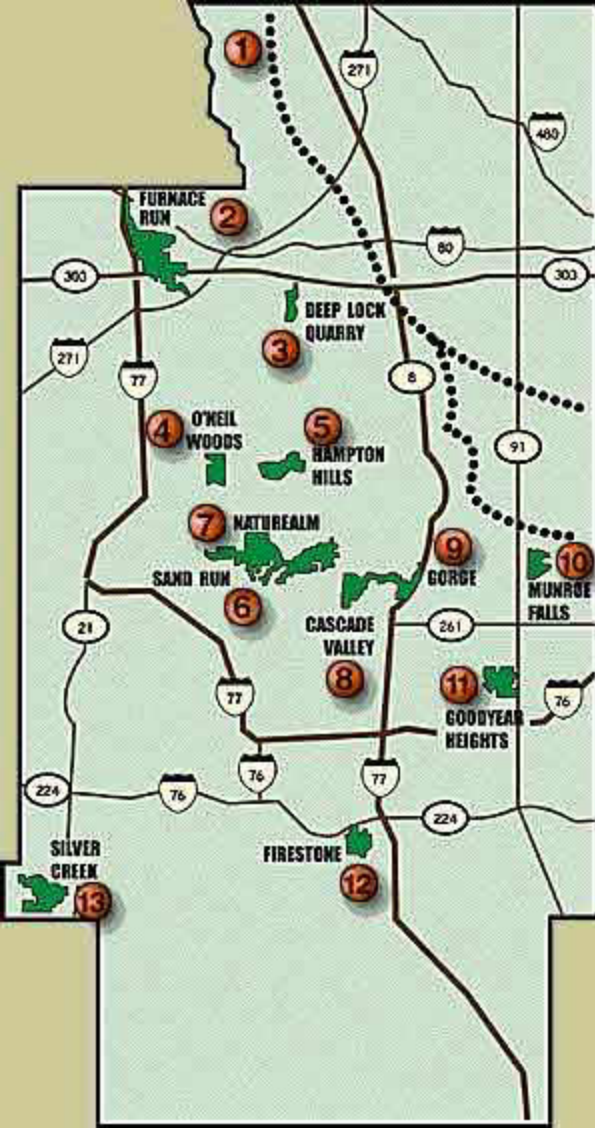 1
271
480
FURNACE
RUN
2
80
303
303
DEEP LOCK
QUARRY
3
271
77
8
4
O'NEIL
WOODS
5
HAMPTON
HILLS
91
7
NATUREALM
9
GORGE
10
MUNROE
FALLS
SAND RUN
6
CASCADE
VALLEY
21
261
8
11
GOODYEAR
HEIGHTS
76
77
76
77
224
76
224
SILVER
CREEK
13
FIRESTONE
12